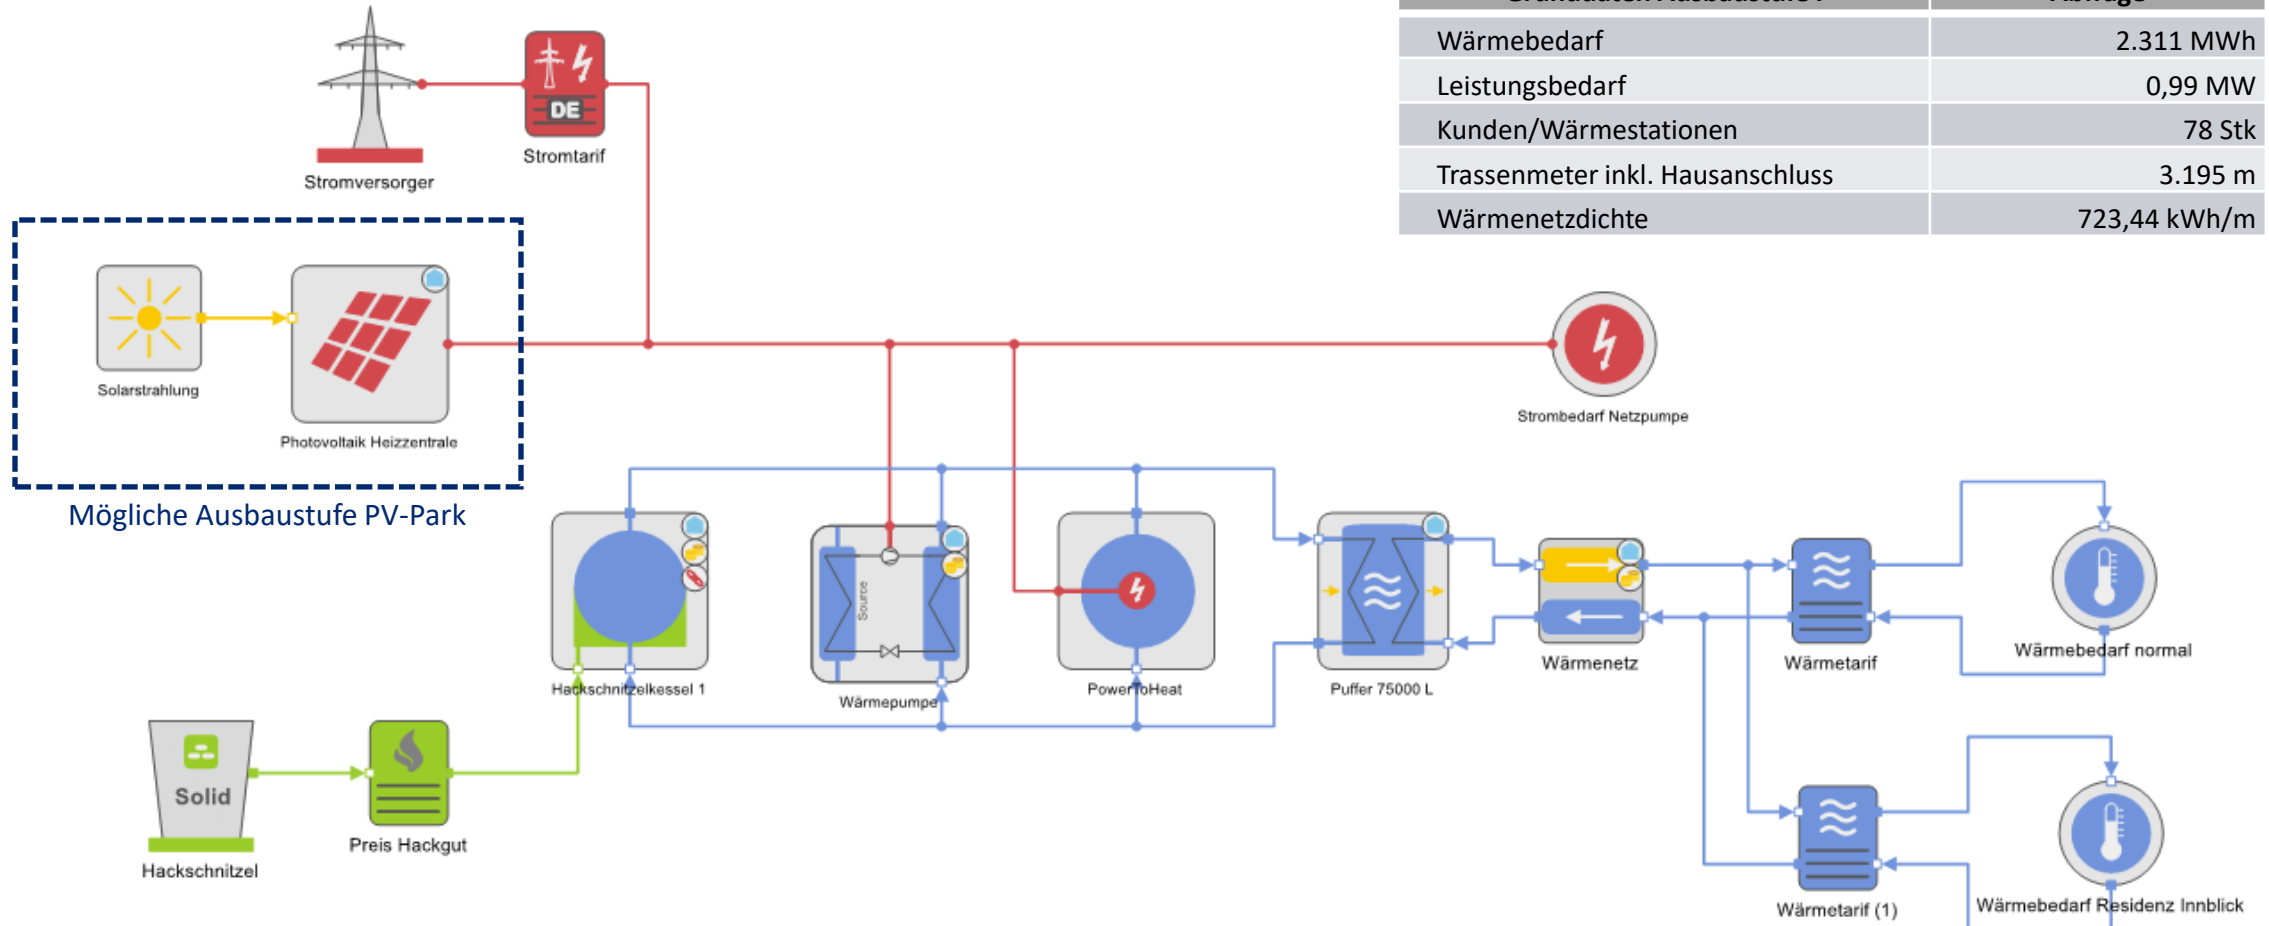 Wärmebedarf 2.311 MWh
Leistungsbedarf 0,99 MW
Kunden/Wärmestationen 78 Stk
Trassenmeter inkl. Hausanschluss 3.195 m
Wärmenetzdichte 723,44 kWh/m
DE
Stromtarif
Stromversorger
Solarstrahlung
Photovoltaik Heizzentrale
Mögliche Ausbaustufe PV-Park
Strombedarf Netzpumpe
Source
Hackschnitzelkessel 1
Wärmepumpe
PowerToHeat
Puffer 75000 L
Wärmenetz
Wärmetarif
Wärmebedarf normal
Solid
Hackschnitzel
Preis Hackgut
Wärmetarif (1)
Wärmebedarf Residenz Innblick